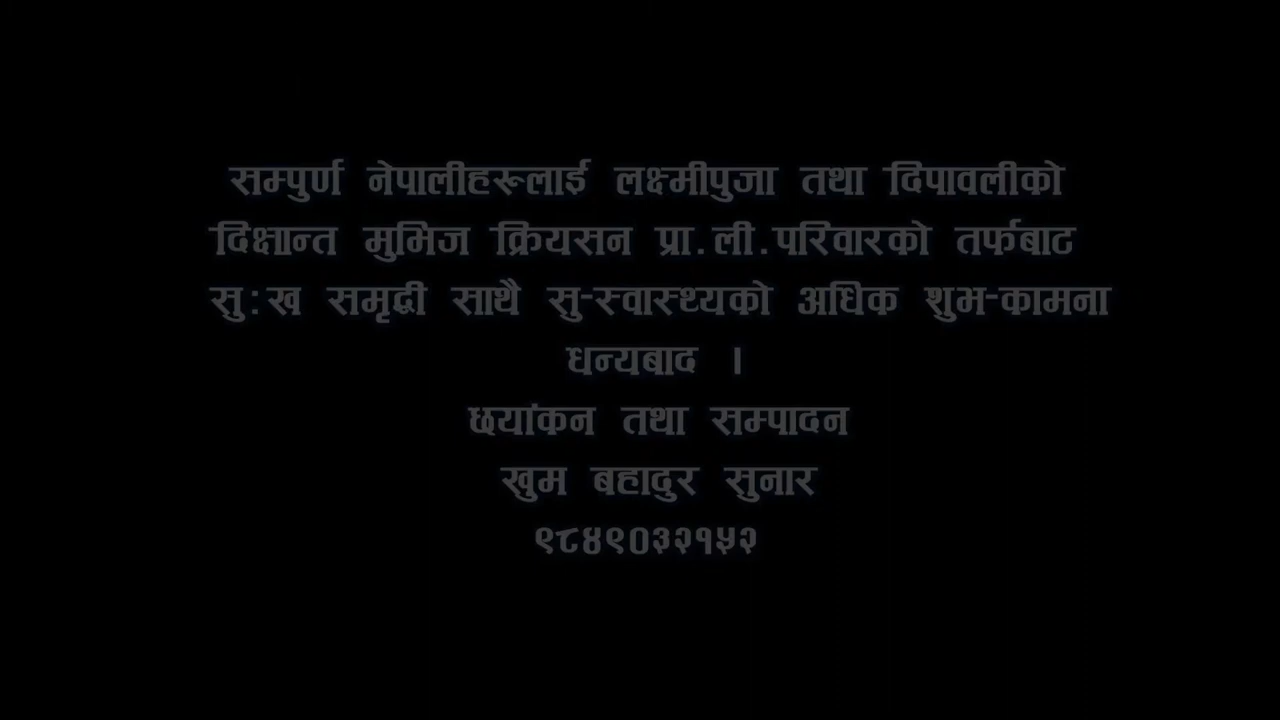 सम्पुर्ण नेपालीहरूलाई लक्ष्मीपुजा तथा दिपावलीको
दिक्षान्त मुभिज क्रियसन प्रा.ली.परिवारको तर्फबाट
सु:ख समृद्धी साथै सु-स्वास्थ्यको अधिक शुभ-कामना
धन्यबाद ।
छयांकन तथा सम्पादन
खुम बहादुर सुनार
९८४९०३२१५२